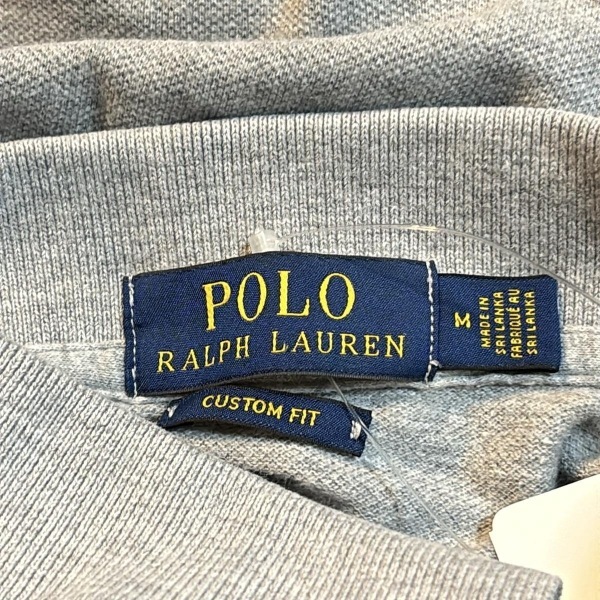 POLO
RALPH LAUREN
CUSTOM FIT
M
MADE IN
SRI LANKA
FABRIQUÉ AU
SRI LANKA